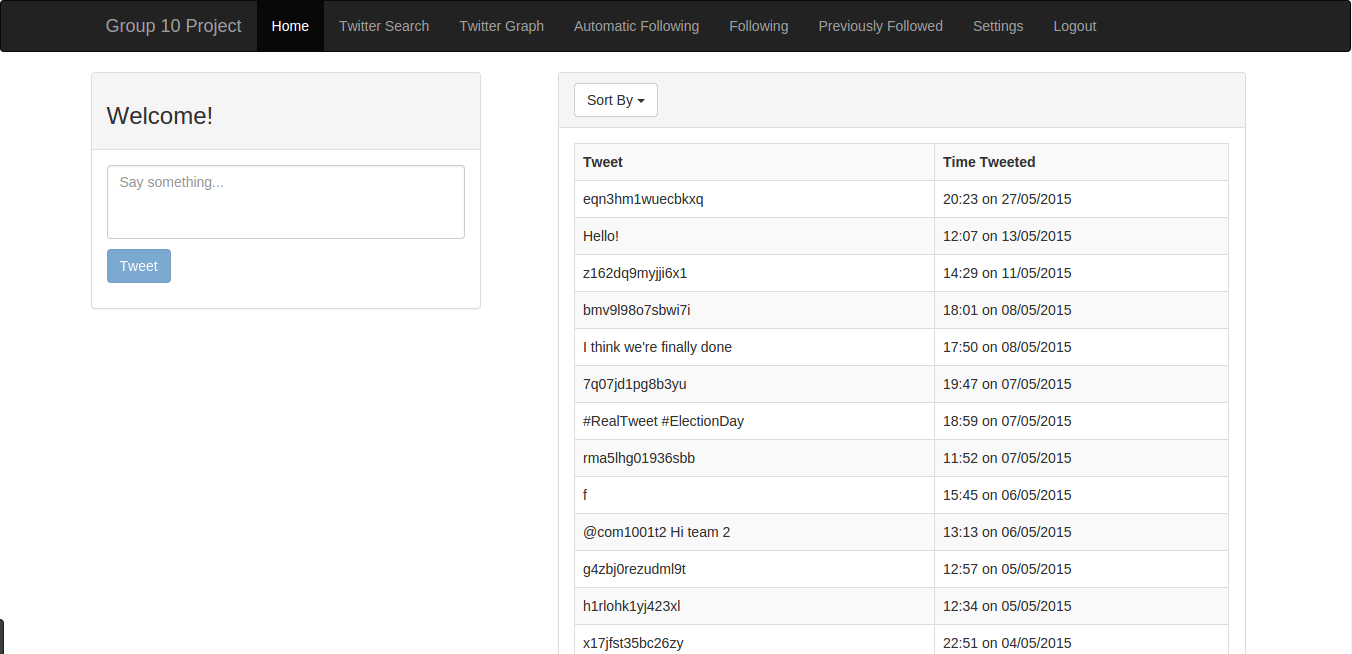 Group 10 Project Home Twitter Search Twitter Graph Automatic Following Following Previously Followed Settings Logout
Welcome!
Say something...
Tweet
Sort By
Tweet Time Tweeted
eqn3hm1wuecbkxq 20:23 on 27/05/2015
Hello! 12:07 on 13/05/2015
z162dq9myjji6x1 14:29 on 11/05/2015
bmv9l98o7sbwi7i 18:01 on 08/05/2015
I think we're finally done 17:50 on 08/05/2015
7q07jd1pg8b3yu 19:47 on 07/05/2015
#RealTweet #ElectionDay 18:59 on 07/05/2015
rma5lhg01936sbb 11:52 on 07/05/2015
f 15:45 on 06/05/2015
@com1001t2 Hi team 2 13:13 on 06/05/2015
g4zbj0rezudml9t 12:57 on 05/05/2015
h1rlohk1yj423xl 12:34 on 05/05/2015
x17jfst35bc26zy 22:51 on 04/05/2015